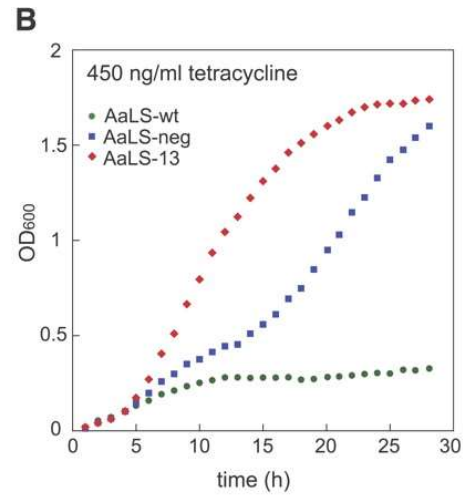 B
450 ng/ml tetracycline
AaLS-wt
AaLS-neg
AaLS-13
2
1.5
1
0.5
0
OD600
0 5 10 15 20 25 30
time (h)